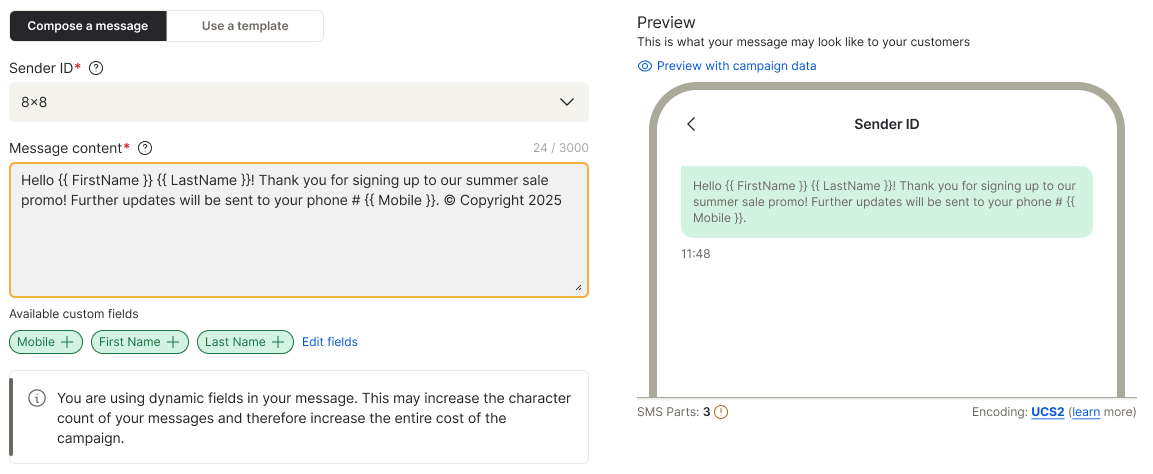 Compose a message
Use a template
Sender ID*
8×8
Message content*
24 / 3000
Hello {{ FirstName }} {{ LastName }}! Thank you for signing up to our summer sale
promo! Further updates will be sent to your phone # {{ Mobile }}. © Copyright 2025
Available custom fields
Mobile
First Name
Last Name
Edit fields
You are using dynamic fields in your message. This may increase the character
count of your messages and therefore increase the entire cost of the
campaign.
Preview
This is what your message may look like to your customers
Preview with campaign data
Sender ID
Hello {{ FirstName }} {{ LastName }}! Thank you for signing up to our
summer sale promo! Further updates will be sent to your phone # {{
Mobile }}.
11:48
SMS Parts: 3
Encoding: UCS2 (learn more)